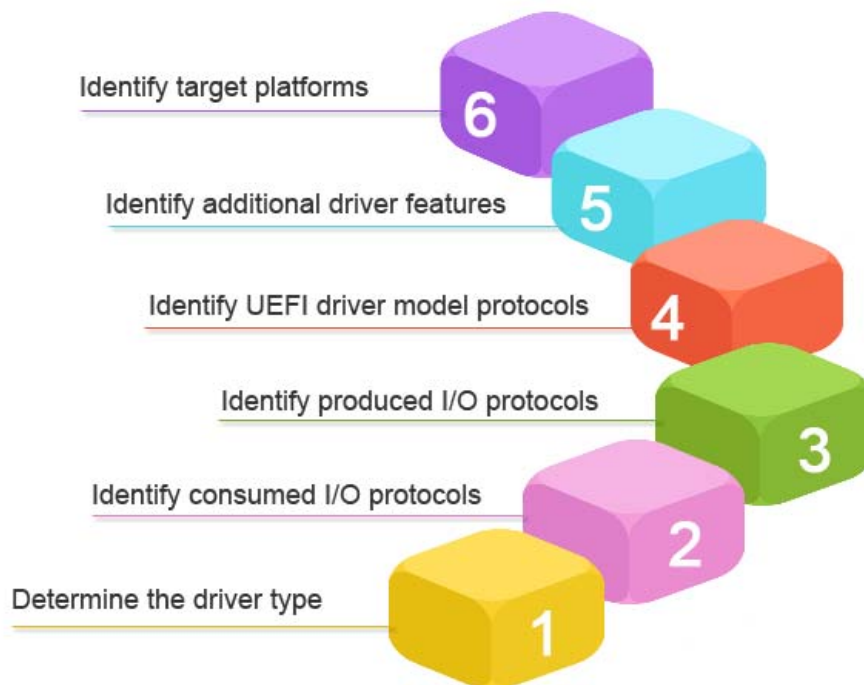 Identify target platforms
6
Identify additional driver features
5
Identify UEFI driver model protocols
4
Identify produced I/O protocols
3
Identify consumed I/O protocols
2
Determine the driver type
1